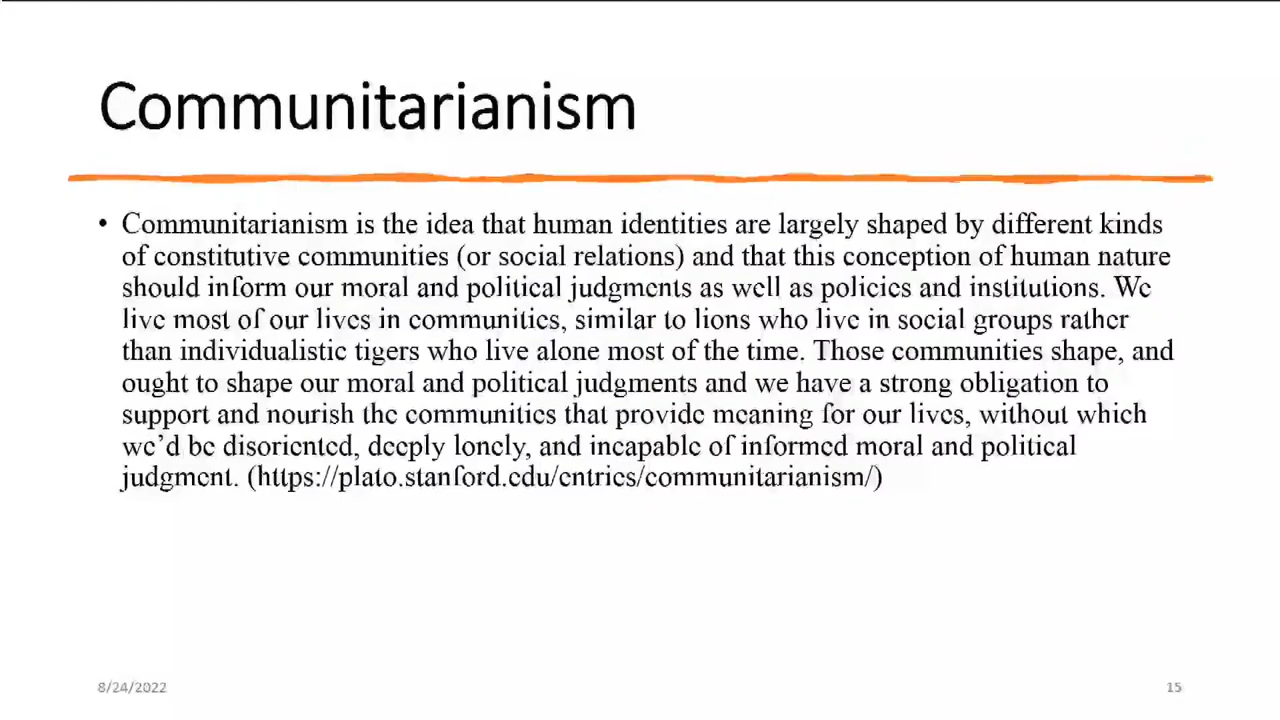 Communitarianism
• Communitarianism is the idea that human identities are largely shaped by different kinds
of constitutive communities (or social relations) and that this conception of human nature
should inform our moral and political judgments as well as policies and institutions. We
live most of our lives in communities, similar to lions who live in social groups rather
than individualistic tigers who live alone most of the time. Those communities shape, and
ought to shape our moral and political judgments and we have a strong obligation to
support and nourish the communities that provide meaning for our lives, without which
we’d be disoriented, deeply lonely, and incapable of informed moral and political
judgment. (https://plato.stanford.edu/entries/communitarianism/)
8/24/2022
15